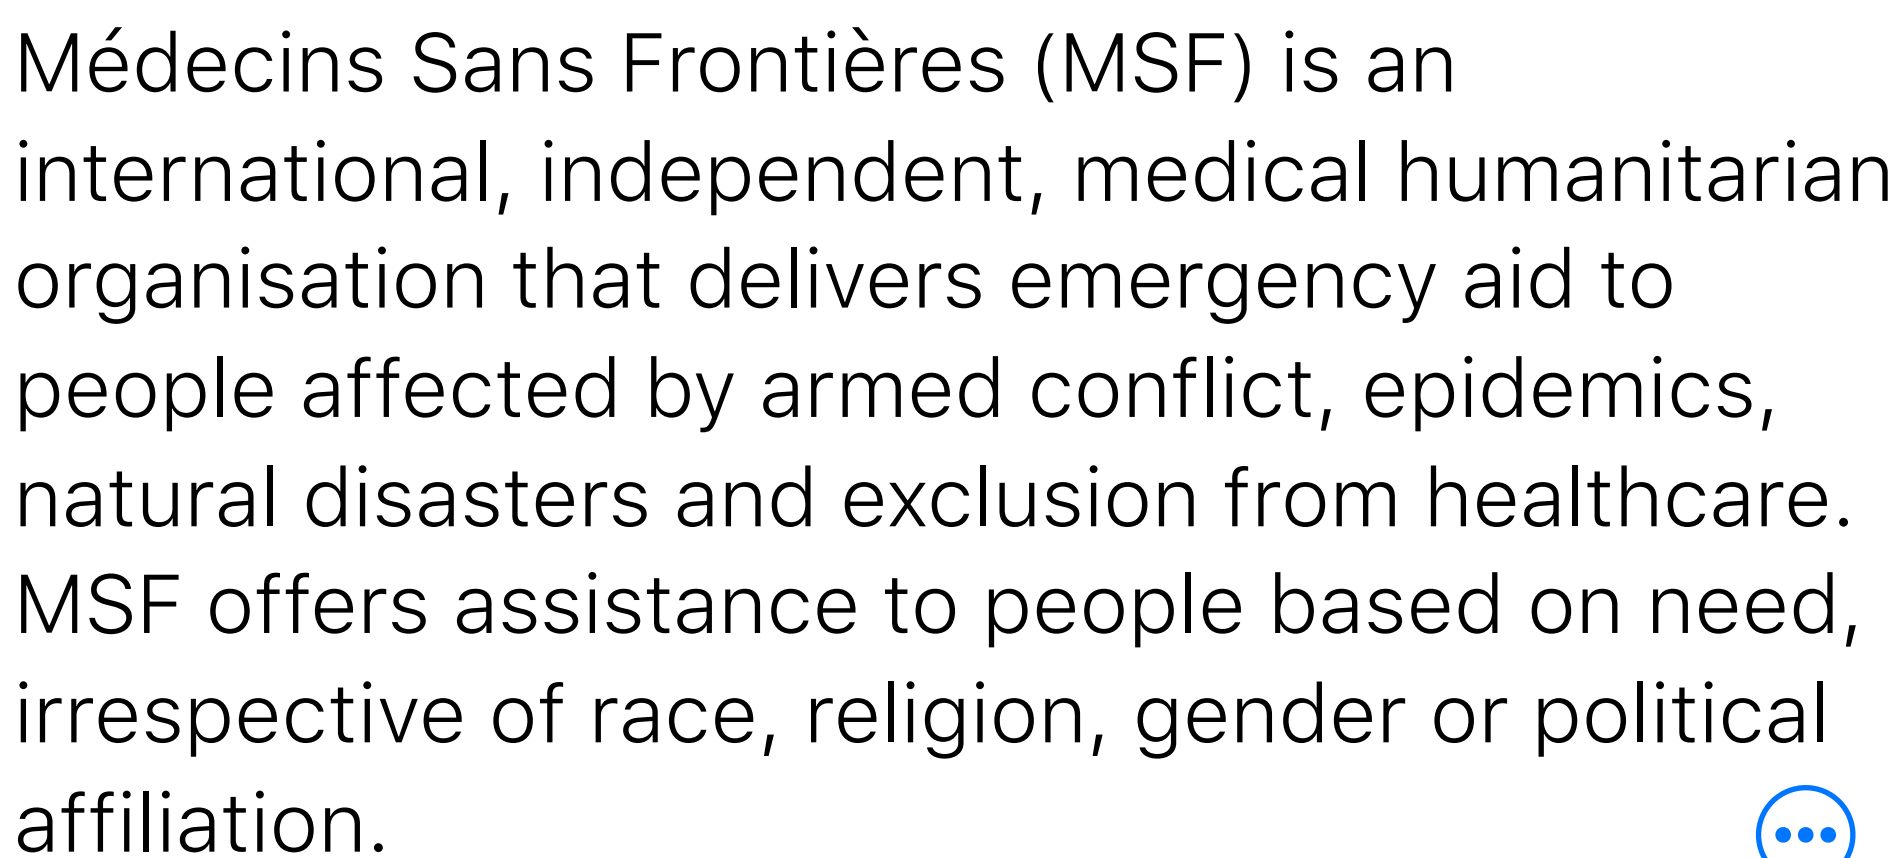 Médecins Sans Frontières (MSF) is an
international, independent, medical humanitarian
organisation that delivers emergency aid to
people affected by armed conflict, epidemics,
natural disasters and exclusion from healthcare.
MSF offers assistance to people based on need,
irrespective of race, religion, gender or political
affiliation.